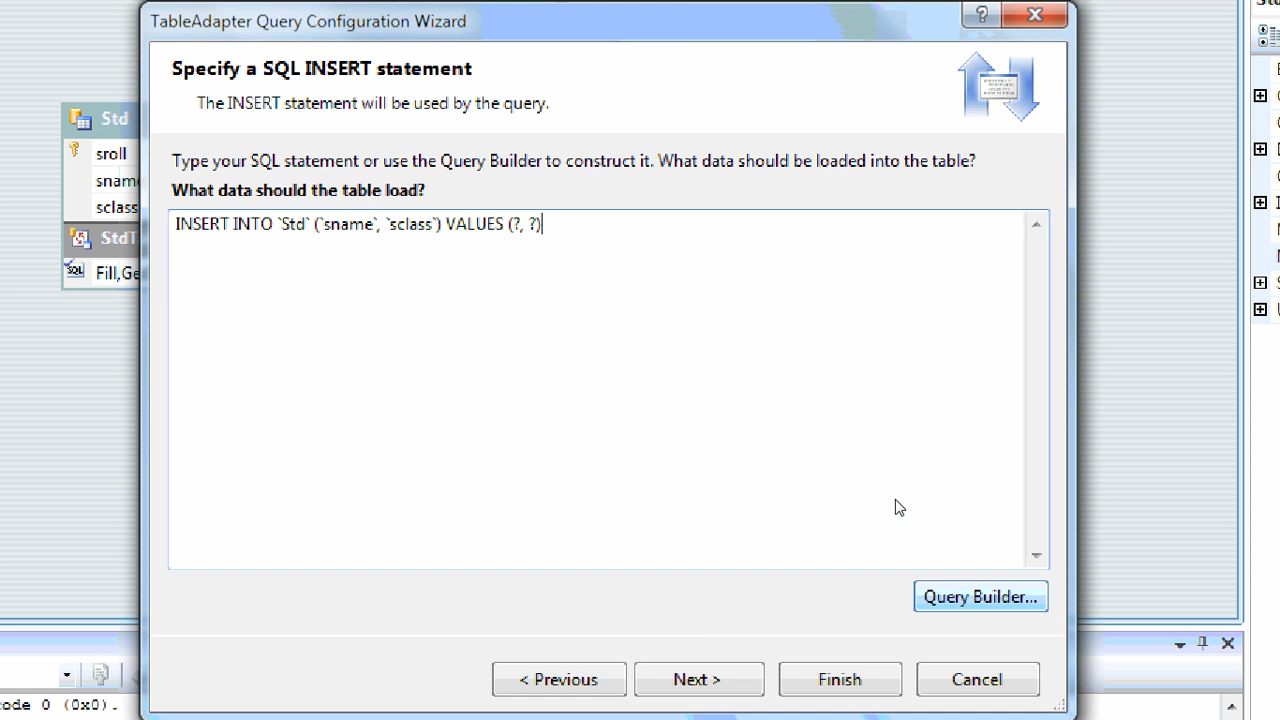 TableAdapter Query Configuration Wizard
Specify a SQL INSERT statement
The INSERT statement will be used by the query.
Type your SQL statement or use the Query Builder to construct it. What data should be loaded into the table?
What data should the table load?
INSERT INTO `Std` (`sname`, `sclass`) VALUES (?, ?)
Std
sroll
sname
sclass
StdT
SQL
Fill,Ge
Query Builder...
< Previous
Next >
Finish
Cancel
ode 0 (0x0).